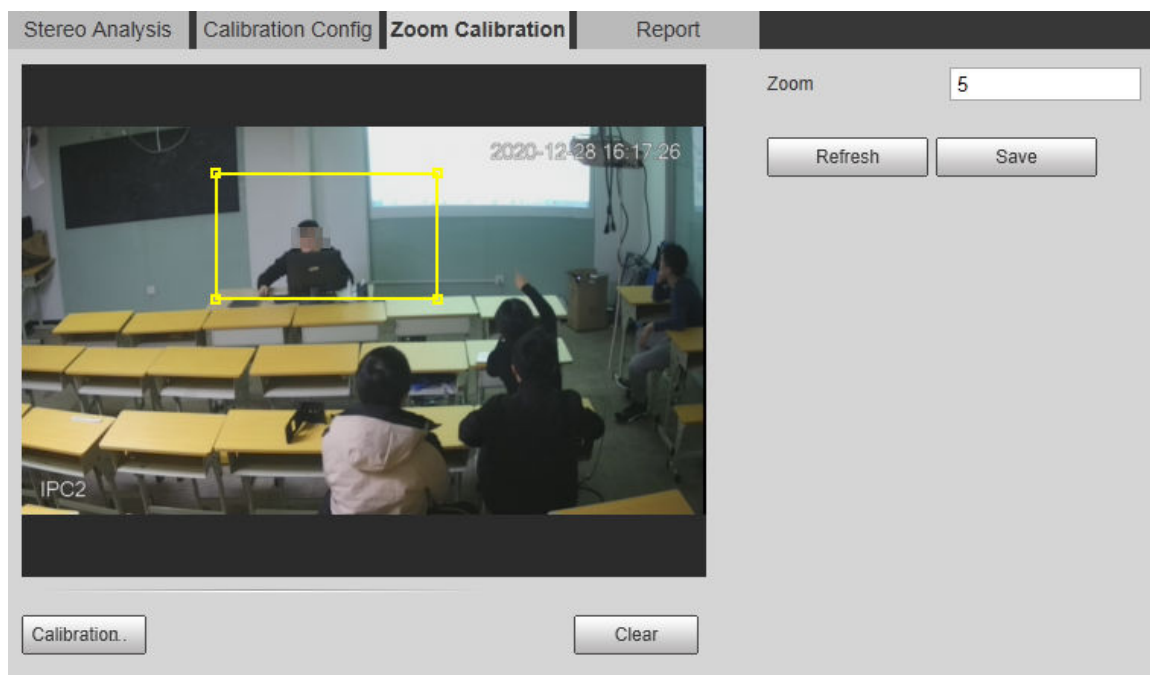 Stereo Analysis Calibration Config Zoom Calibration Report
Zoom 5
2020-12-28 16:17:26
Refresh Save
IPC2
Calibration..
Clear